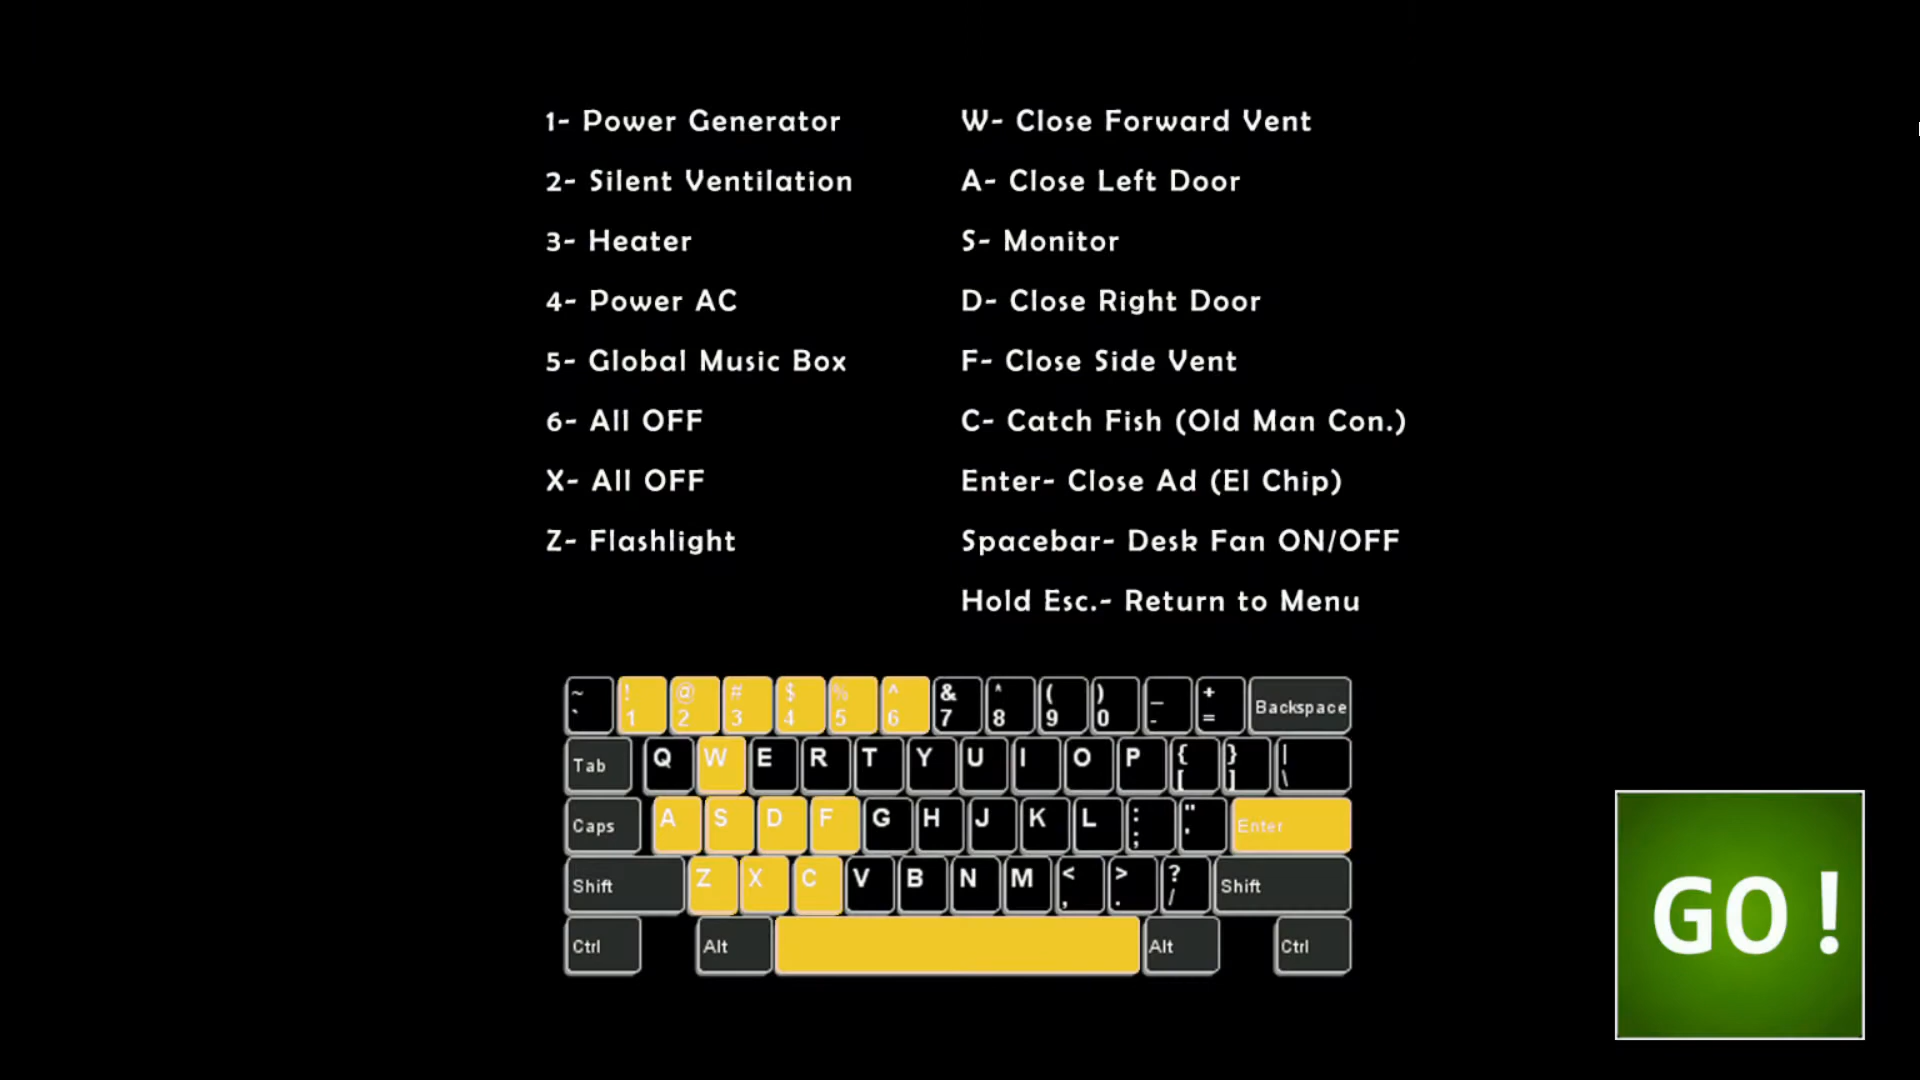 1- Power Generator
2- Silent Ventilation
3- Heater
4- Power AC
5- Global Music Box
6- All OFF
X- All OFF
Z- Flashlight
W- Close Forward Vent
A- Close Left Door
S- Monitor
D- Close Right Door
F- Close Side Vent
C- Catch Fish (Old Man Con.)
Enter- Close Ad (El Chip)
Spacebar- Desk Fan ON/OFF
Hold Esc.- Return to Menu
~ ! @ # $ % ^ & * ( ) _ +
` 1 2 3 4 5 6 7 8 9 0 - = Backspace
Tab Q W E R T Y U I O P { } |
[ ] \
Caps A S D F G H J K L : " Enter
; '
Shift Z X C V B N M < > ? Shift
, . /
Ctrl Alt Alt Ctrl
GO!